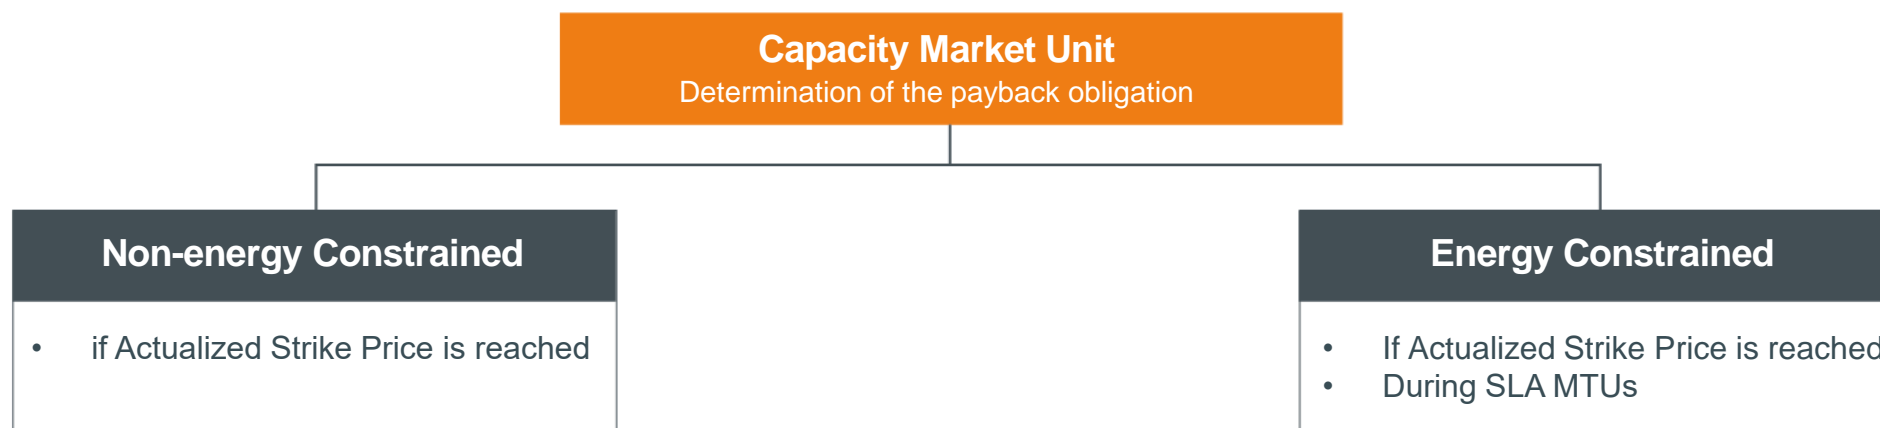 Capacity Market Unit
Determination of the payback obligation
Non-energy Constrained
• if Actualized Strike Price is reached
Energy Constrained
• If Actualized Strike Price is reached
• During SLA MTUs